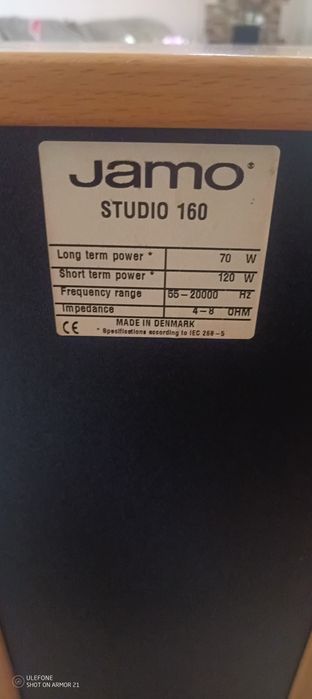 Jamo®
STUDIO 160
Long term power * 70 W
Short term power * 120 W
Frequency range 55-20000 Hz
Impedance 4-8 OHM
CE MADE IN DENMARK
* Specifications according to IEC 268-5
ULEFONE
SHOT ON ARMOR 21